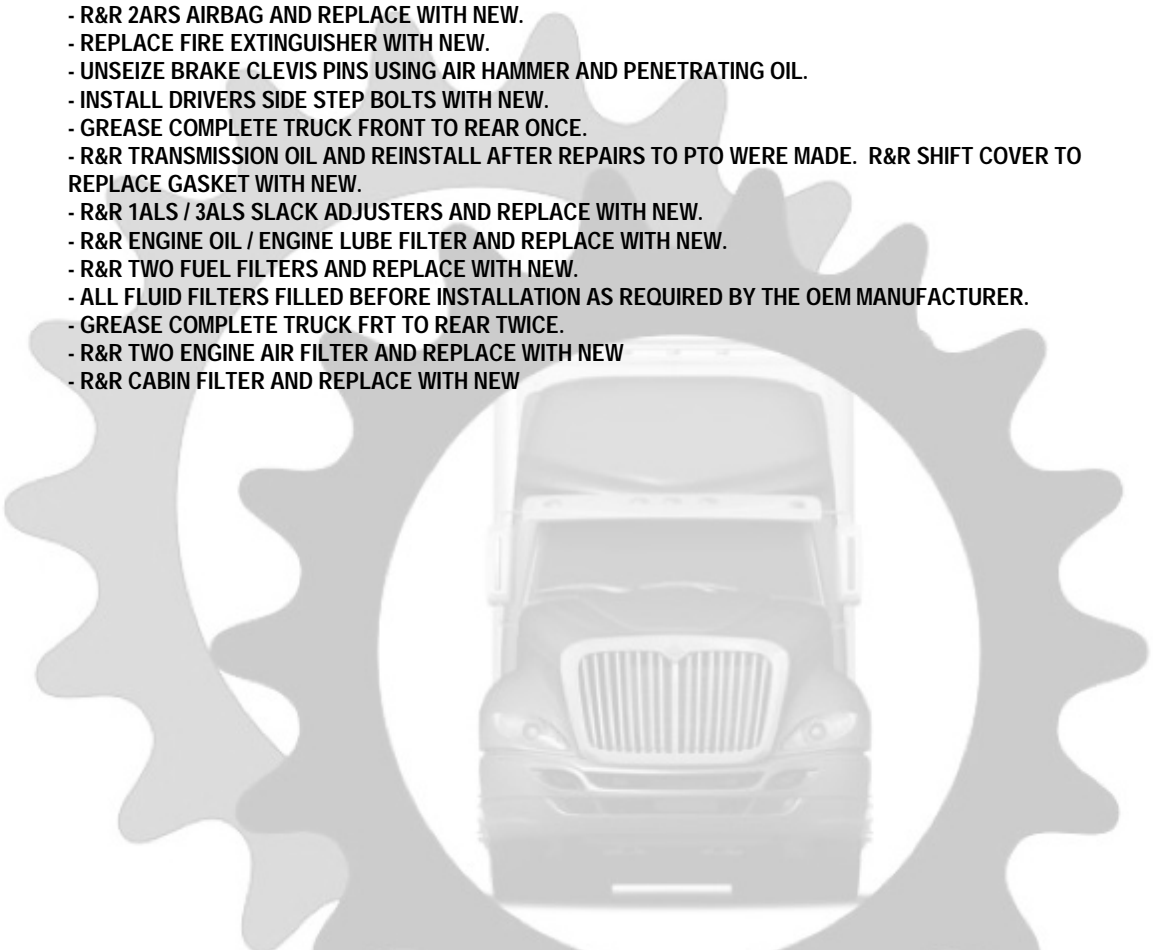 - R&R 2ARS AIRBAG AND REPLACE WITH NEW.
- REPLACE FIRE EXTINGUISHER WITH NEW.
- UNSEIZE BRAKE CLEVIS PINS USING AIR HAMMER AND PENETRATING OIL.
- INSTALL DRIVERS SIDE STEP BOLTS WITH NEW.
- GREASE COMPLETE TRUCK FRONT TO REAR ONCE.
- R&R TRANSMISSION OIL AND REINSTALL AFTER REPAIRS TO PTO WERE MADE. R&R SHIFT COVER TO
REPLACE GASKET WITH NEW.
- R&R 1ALS / 3ALS SLACK ADJUSTERS AND REPLACE WITH NEW.
- R&R ENGINE OIL / ENGINE LUBE FILTER AND REPLACE WITH NEW.
- R&R TWO FUEL FILTERS AND REPLACE WITH NEW.
- ALL FLUID FILTERS FILLED BEFORE INSTALLATION AS REQUIRED BY THE OEM MANUFACTURER.
- GREASE COMPLETE TRUCK FRT TO REAR TWICE.
- R&R TWO ENGINE AIR FILTER AND REPLACE WITH NEW
- R&R CABIN FILTER AND REPLACE WITH NEW